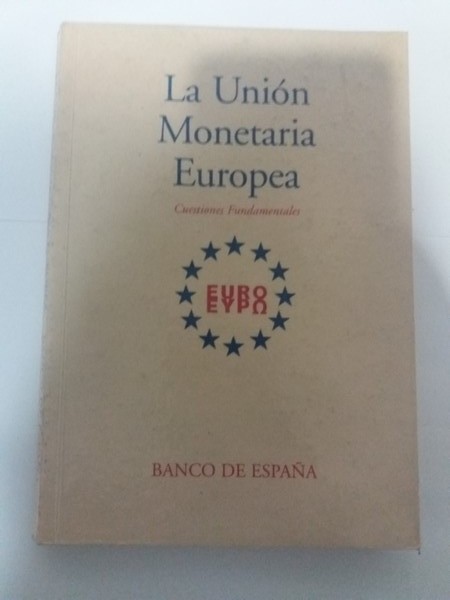 La Unión
Monetaria
Europea
Cuestiones Fundamentales
EURO
ΕΥΡΩ
BANCO DE ESPAÑA